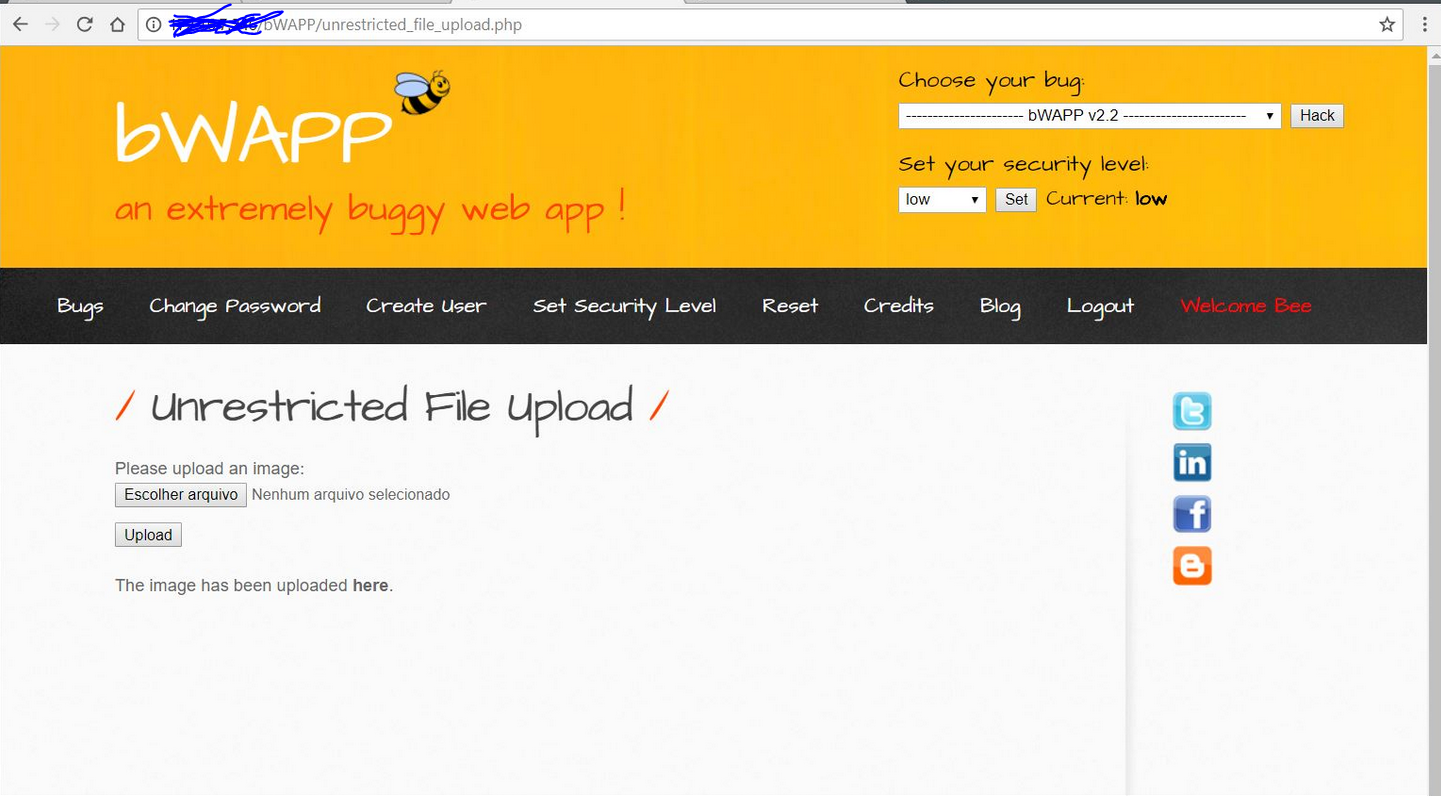 /bWAPP/unrestricted_file_upload.php
bWAPP
an extremely buggy web app !
Choose your bug:
---------------------- bWAPP v2.2 -----------------------
Hack
Set your security level:
low
Set
Current: low
Bugs
Change Password
Create User
Set Security Level
Reset
Credits
Blog
Logout
Welcome Bee
/ Unrestricted File Upload /
Please upload an image:
Escolher arquivo Nenhum arquivo selecionado
Upload
The image has been uploaded here.
t
in
f
B